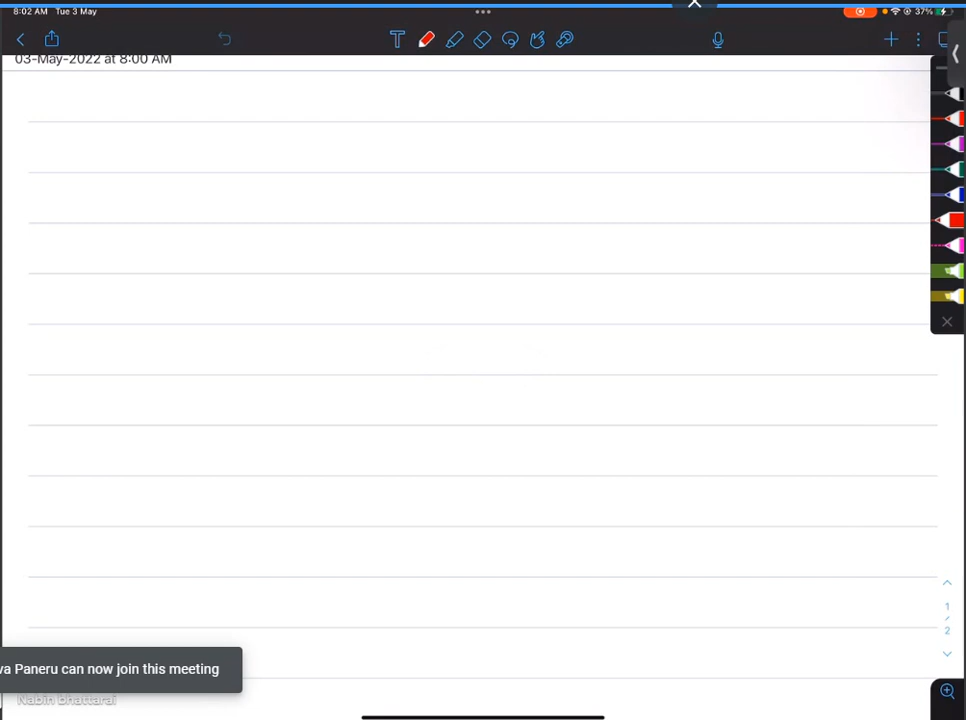 8:02 AM Tue 3 May
37%
03-May-2022 at 8:00 AM
1
/
2
va Paneru can now join this meeting
Nabin Bhattarai